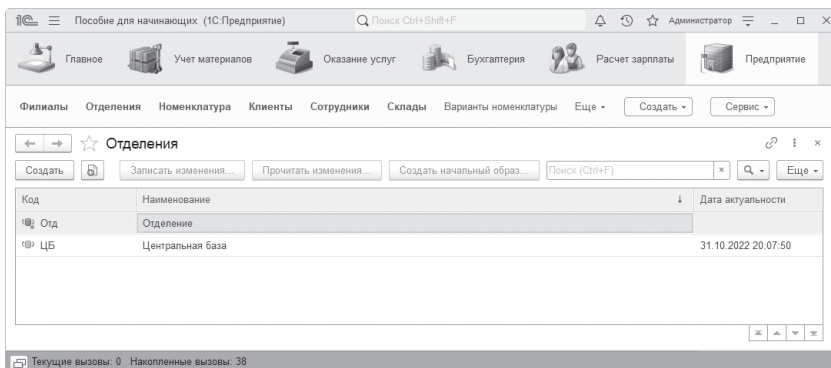 1С Пособие для начинающих (1С:Предприятие) Поиск Ctrl+Shift+F Администратор
Главное Учет материалов Оказание услуг Бухгалтерия Расчет зарплаты Предприятие
Филиалы Отделения Номенклатура Клиенты Сотрудники Склады Варианты номенклатуры Еще Создать Сервис
Отделения
Создать Записать изменения... Прочитать изменения... Создать начальный образ... Поиск (Ctrl+F) Еще
Код Наименование Дата актуальности
Отд Отделение
ЦБ Центральная база 31.10.2022 20:07:50
Текущие вызовы: 0 Накопленные вызовы: 38